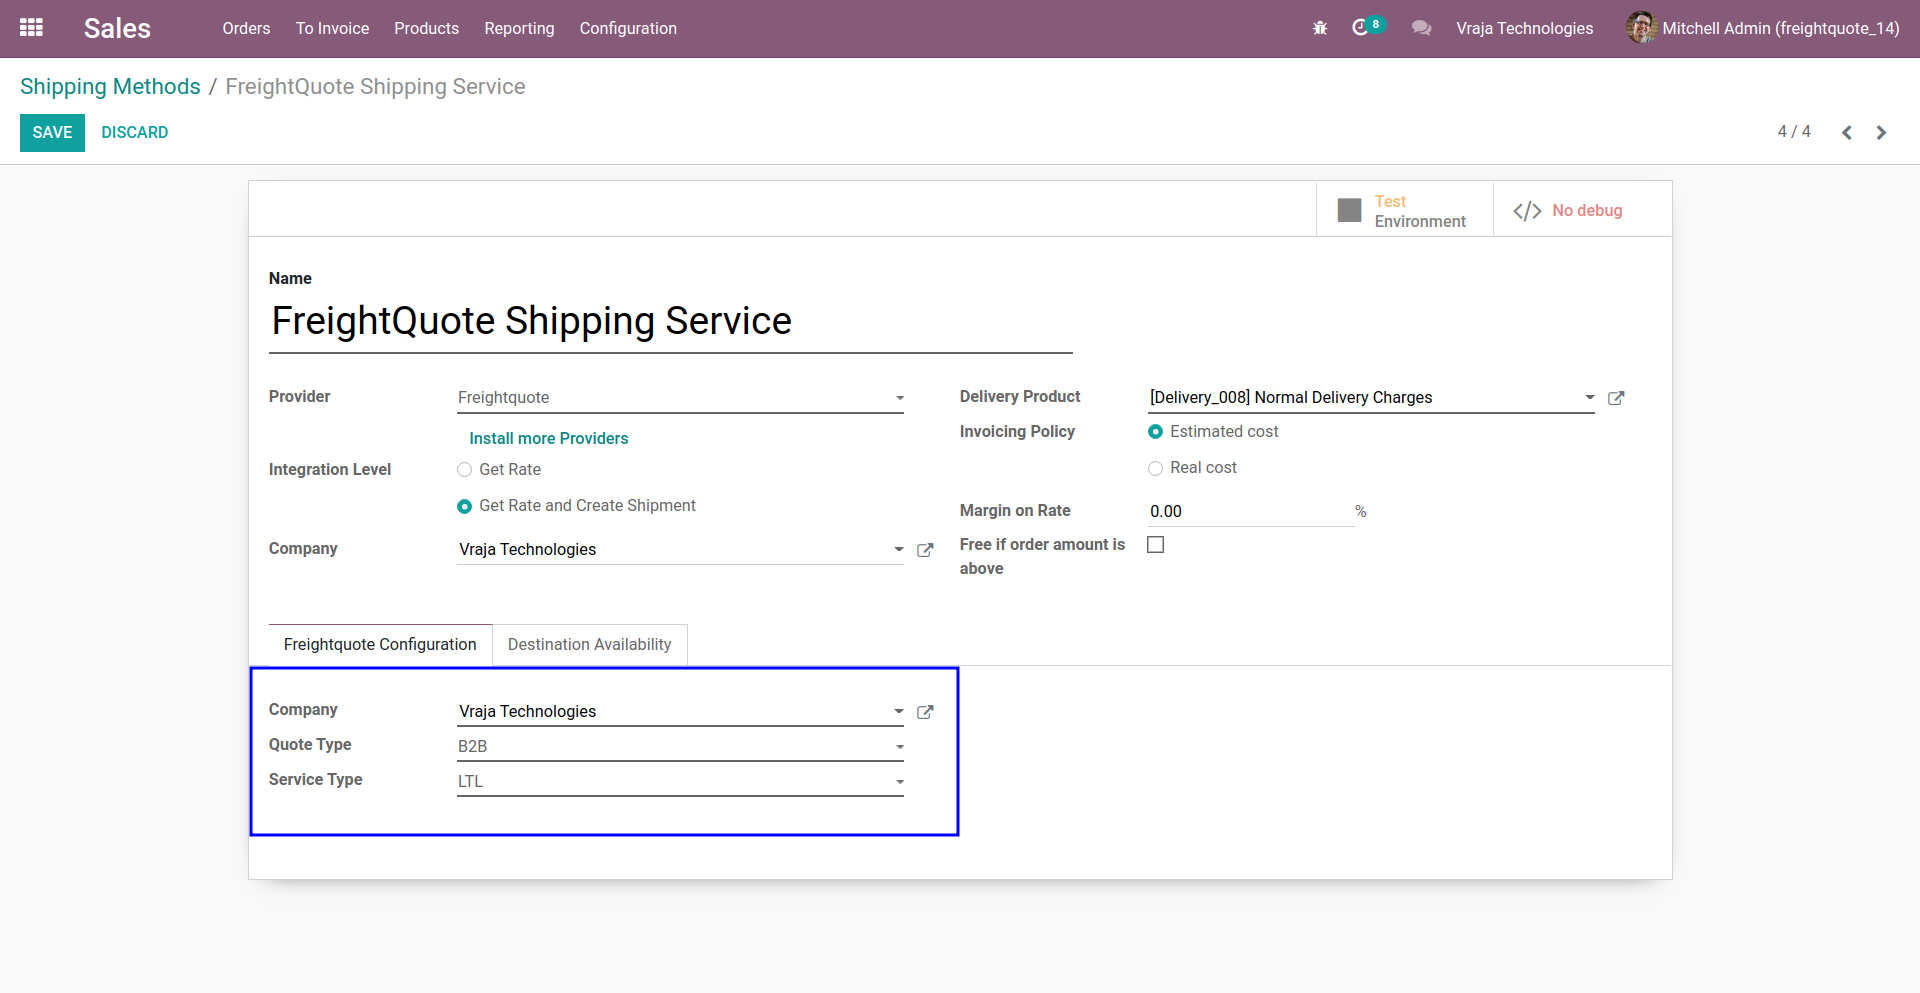 Sales Orders To Invoice Products Reporting Configuration 8 Vraja Technologies Mitchell Admin (freightquote_14)
Shipping Methods / FreightQuote Shipping Service
SAVE DISCARD 4 / 4
Test
Environment
</> No debug
Name
FreightQuote Shipping Service
Provider Freightquote
Install more Providers
Integration Level Get Rate
Get Rate and Create Shipment
Company Vraja Technologies
Delivery Product [Delivery_008] Normal Delivery Charges
Invoicing Policy Estimated cost
Real cost
Margin on Rate 0.00 %
Free if order amount is
above
Freightquote Configuration Destination Availability
Company Vraja Technologies
Quote Type B2B
Service Type LTL